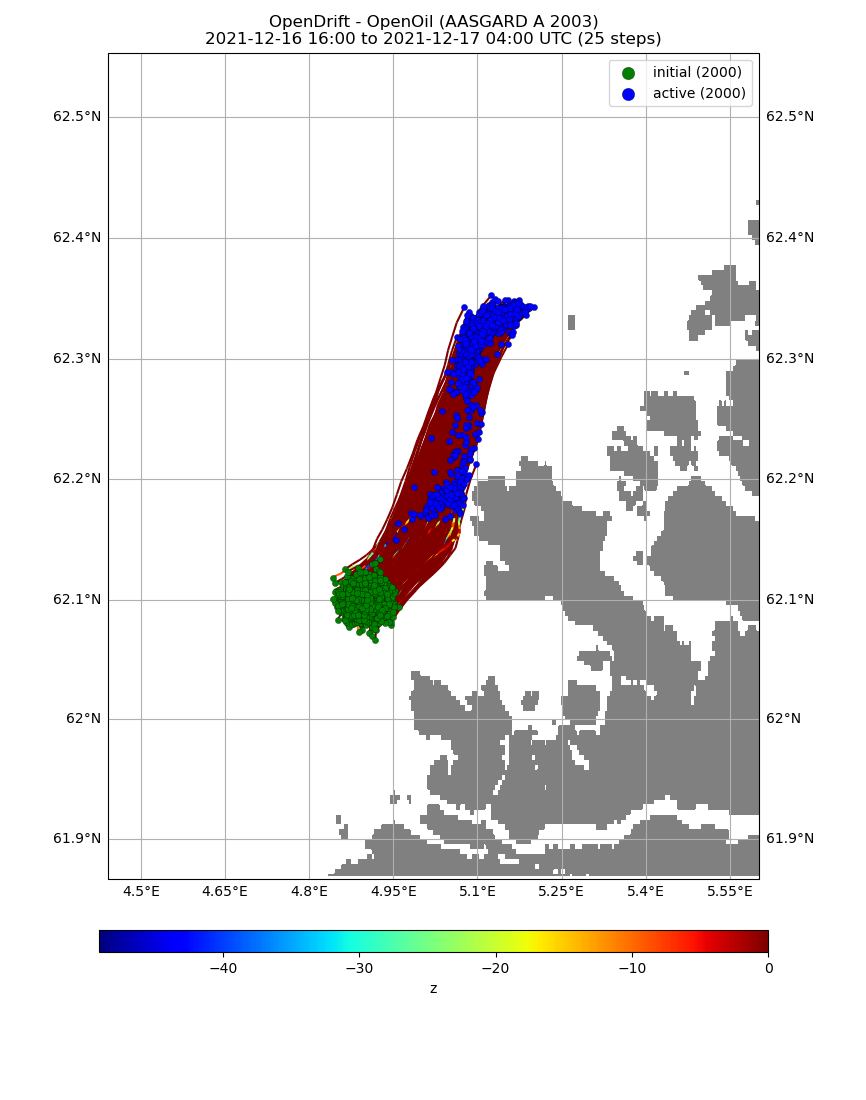 OpenDrift - OpenOil (AASGARD A 2003)
2021-12-16 16:00 to 2021-12-17 04:00 UTC (25 steps)
initial (2000)
active (2000)
62.5°N 62.5°N
62.4°N 62.4°N
62.3°N 62.3°N
62.2°N 62.2°N
62.1°N 62.1°N
62°N 62°N
61.9°N 61.9°N
4.5°E 4.65°E 4.8°E 4.95°E 5.1°E 5.25°E 5.4°E 5.55°E
−40 −30 −20 −10 0
z